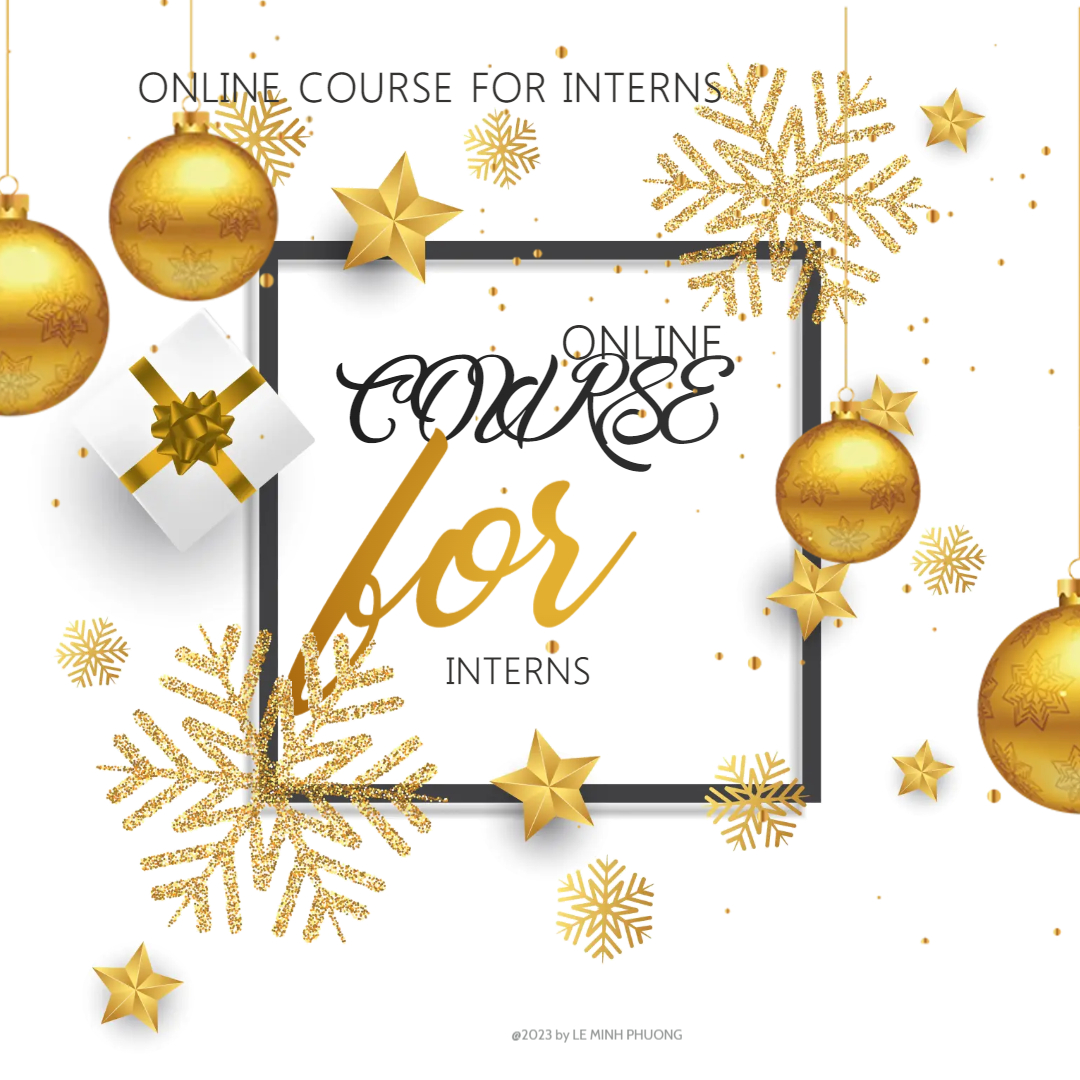 ONLINE COURSE FOR INTERNS
ONLINE
COURSE
for
INTERNS
@2023 by LE MINH PHUONG